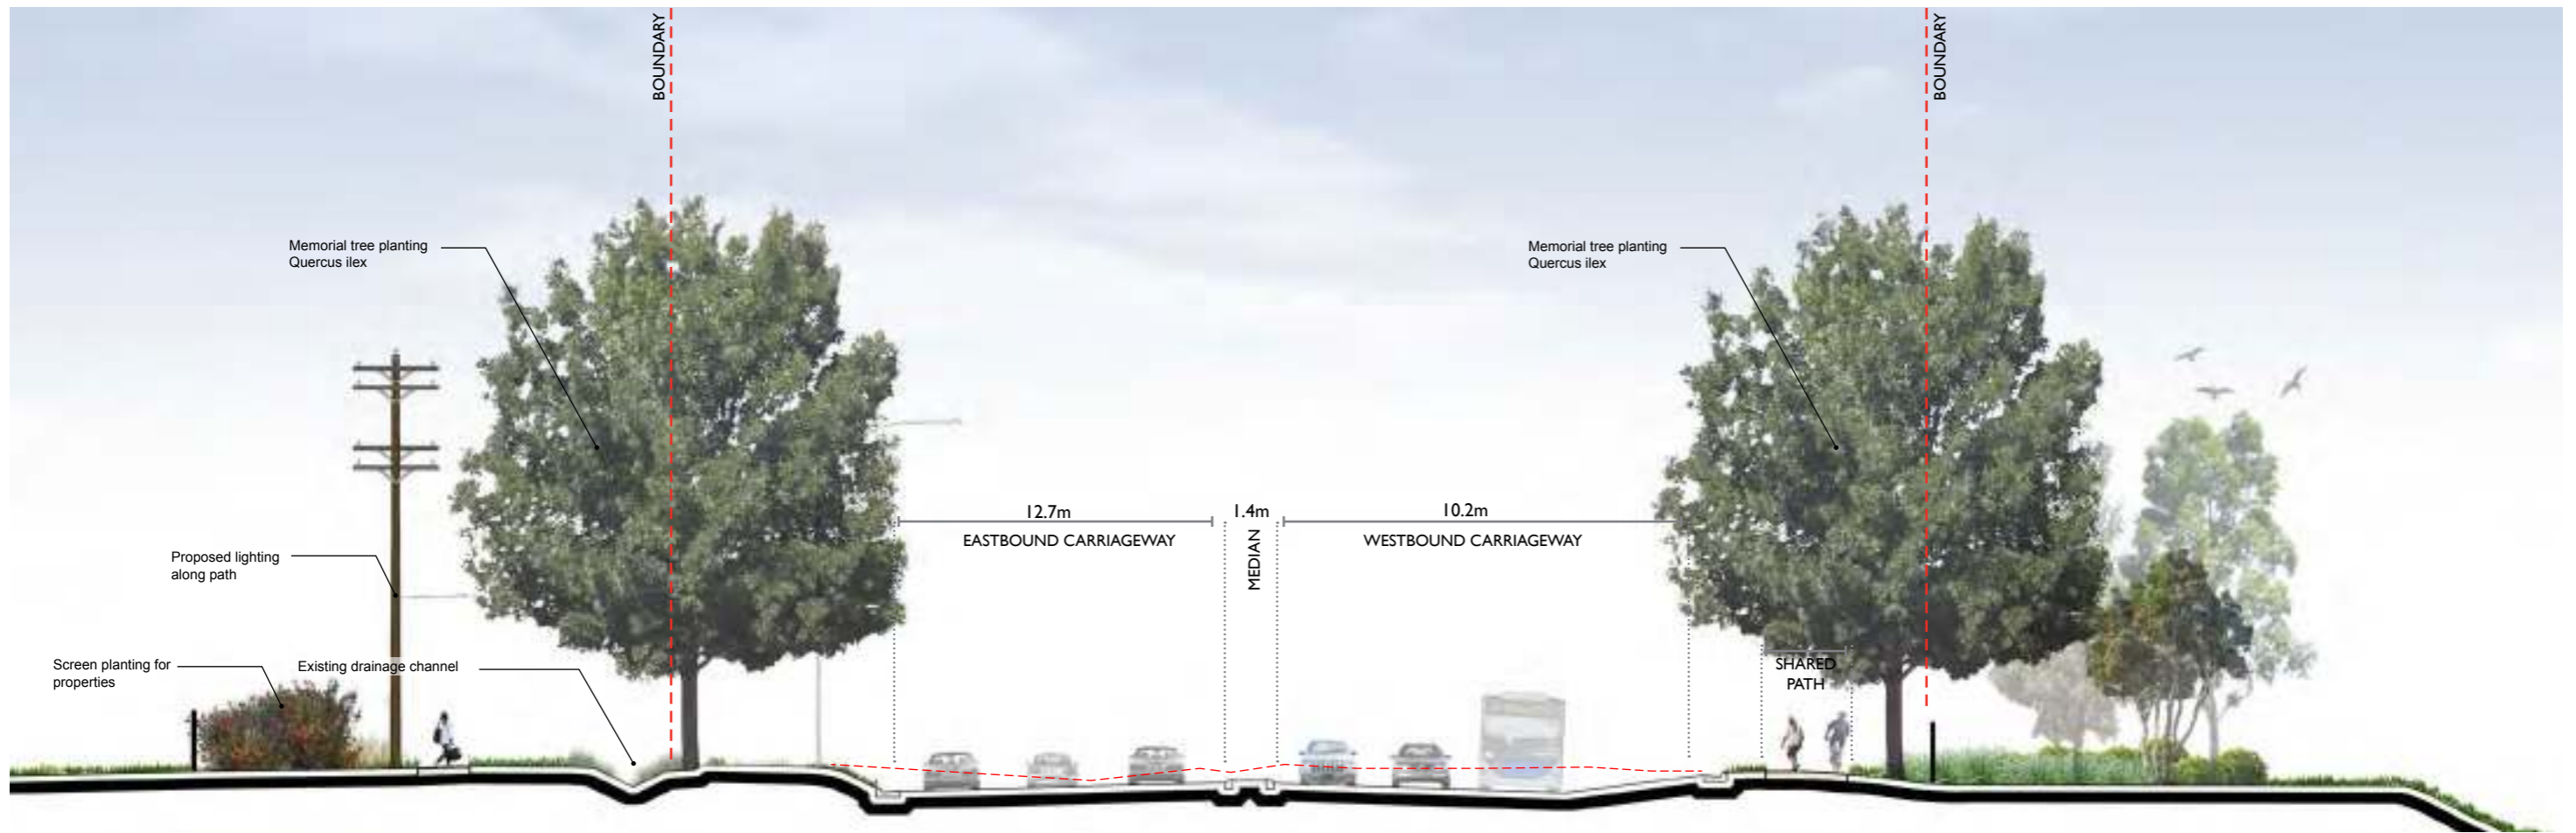 BOUNDARY
BOUNDARY
Memorial tree planting
Quercus ilex
Memorial tree planting
Quercus ilex
12.7m
1.4m
10.2m
EASTBOUND CARRIAGEWAY
MEDIAN
WESTBOUND CARRIAGEWAY
Proposed lighting
along path
Screen planting for
properties
Existing drainage channel
SHARED
PATH